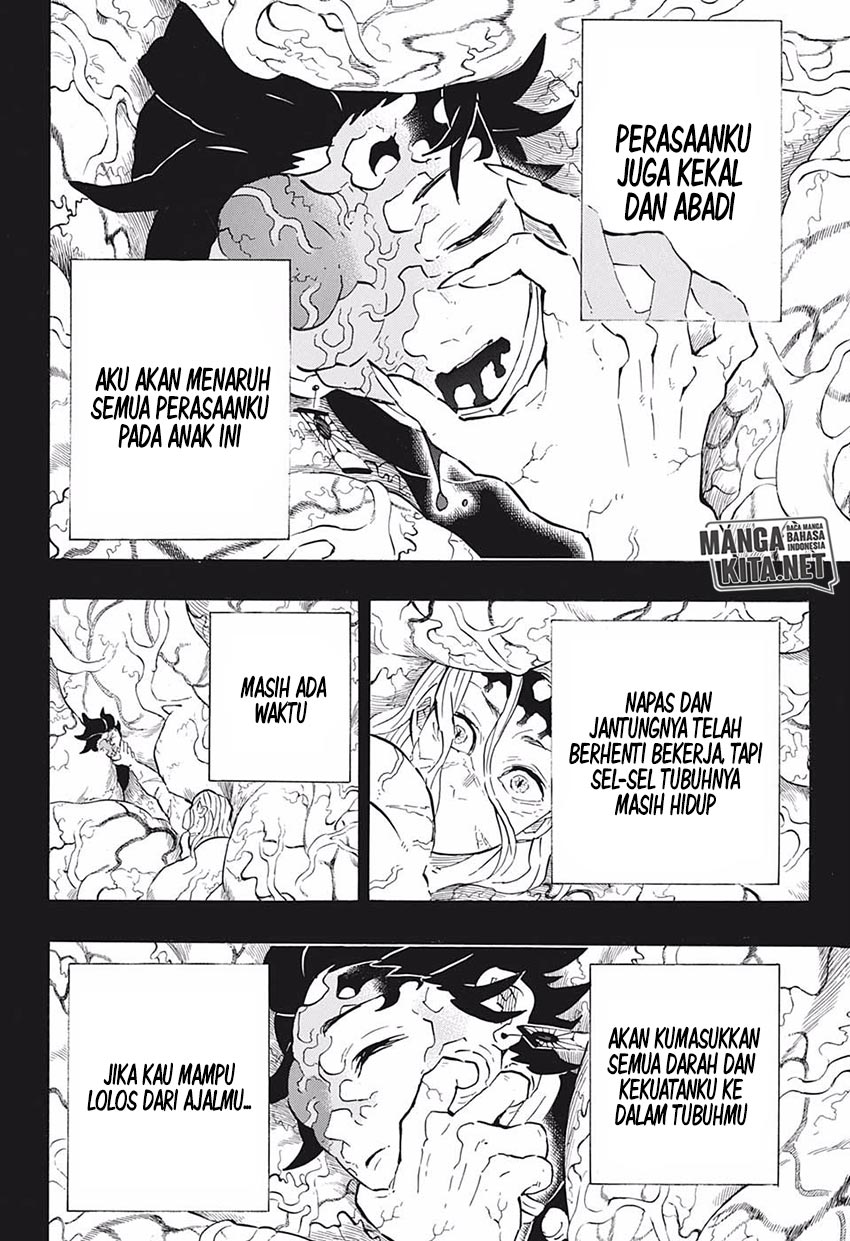 PERASAANKU
JUGA KEKAL
DAN ABADI
AKU AKAN MENARUH
SEMUA PERASAANKU
PADA ANAK INI
MANGA
KITA.NET
BACA MANGA
BAHASA
INDONESIA
NAPAS DAN
JANTUNGNYA TELAH
BERHENTI BEKERJA, TAPI
SEL-SEL TUBUHNYA
MASIH HIDUP
MASIH ADA
WAKTU
AKAN KUMASUKKAN
SEMUA DARAH DAN
KEKUATANKU KE
DALAM TUBUHMU
JIKA KAU MAMPU
LOLOS DARI AJALMU...